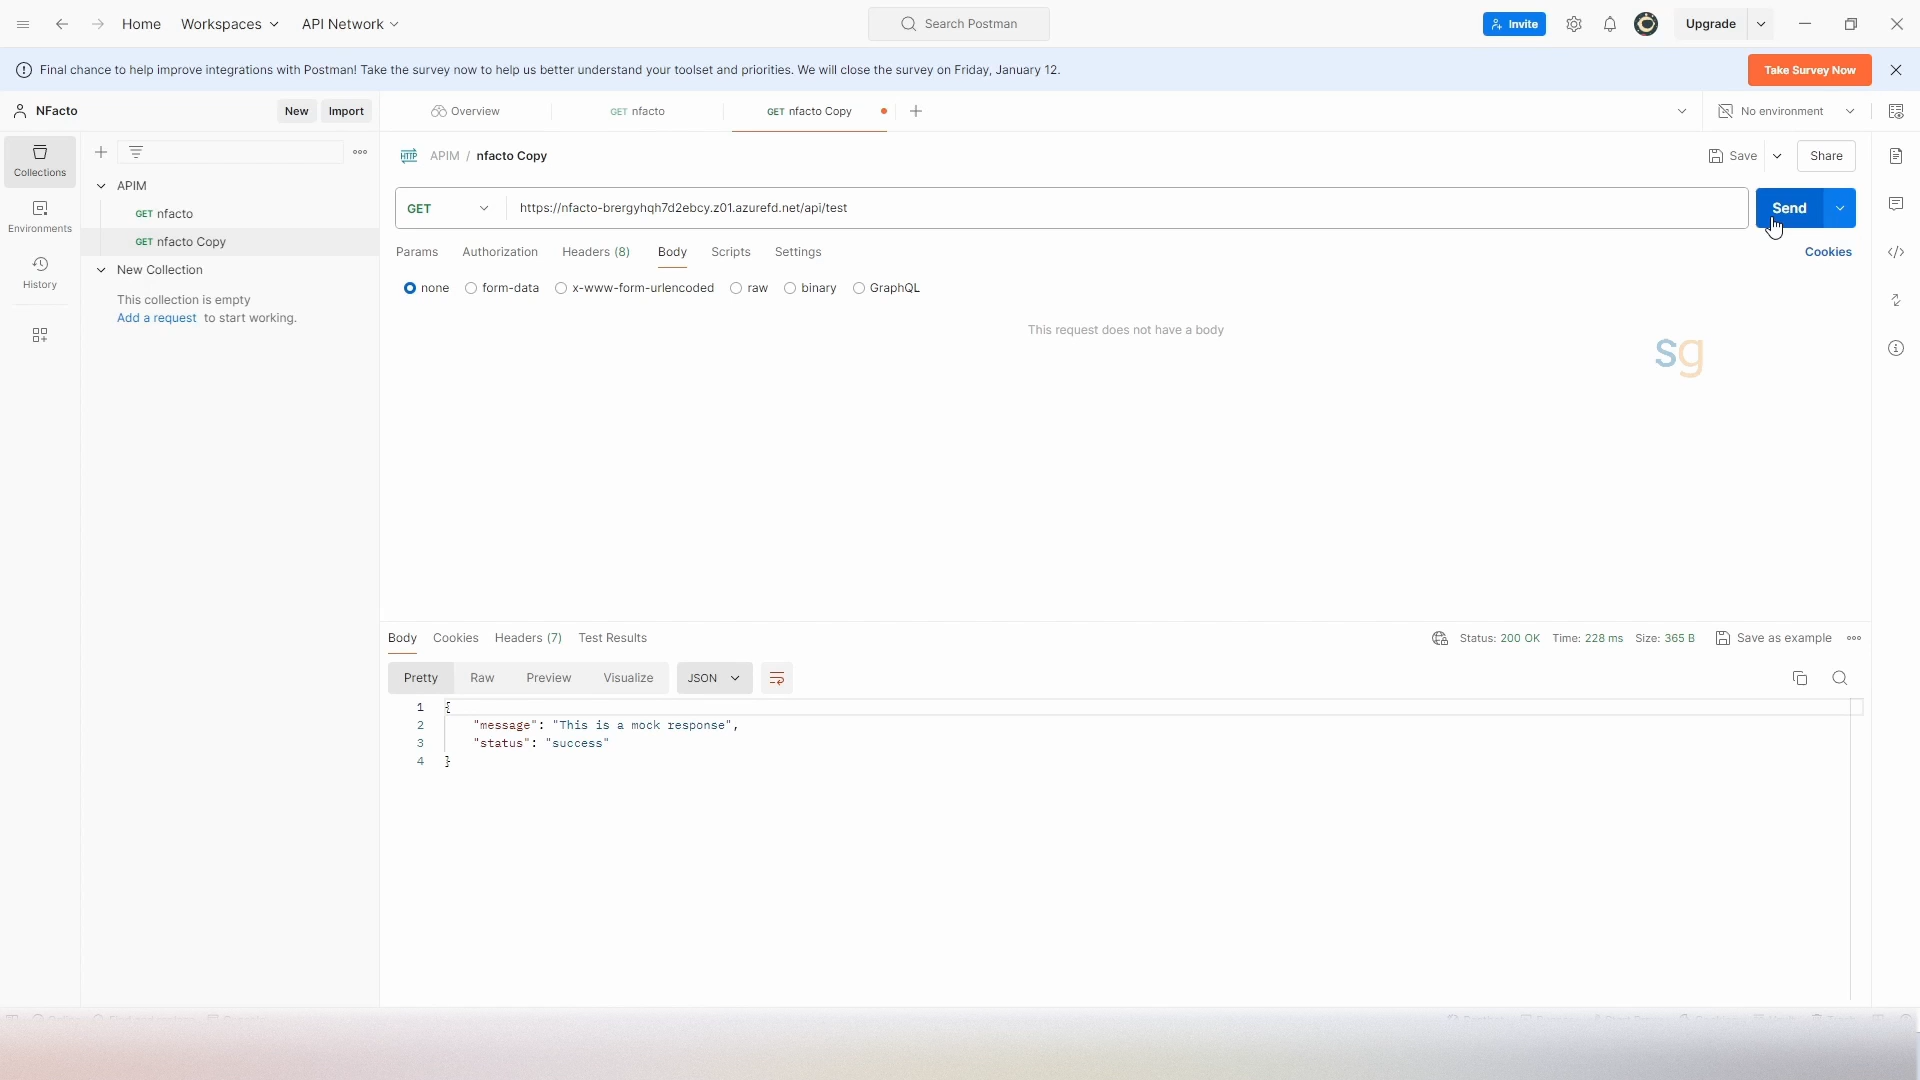 Home Workspaces API Network Search Postman Invite Upgrade
Final chance to help improve integrations with Postman! Take the survey now to help us better understand your toolset and priorities. We will close the survey on Friday, January 12. Take Survey Now
NFacto New Import Overview GET nfacto GET nfacto Copy No environment
Collections
Environments
History
APIM
GET nfacto
GET nfacto Copy
New Collection
This collection is empty
Add a request to start working.
HTTP APIM / nfacto Copy Save Share
GET https://nfacto-brergyhqh7d2ebcy.z01.azurefd.net/api/test Send
Params Authorization Headers (8) Body Scripts Settings Cookies
none form-data x-www-form-urlencoded raw binary GraphQL
This request does not have a body
sg
Body Cookies Headers (7) Test Results Status: 200 OK Time: 228 ms Size: 365 B Save as example
Pretty Raw Preview Visualize JSON
1 {
2 "message": "This is a mock response",
3 "status": "success"
4 }